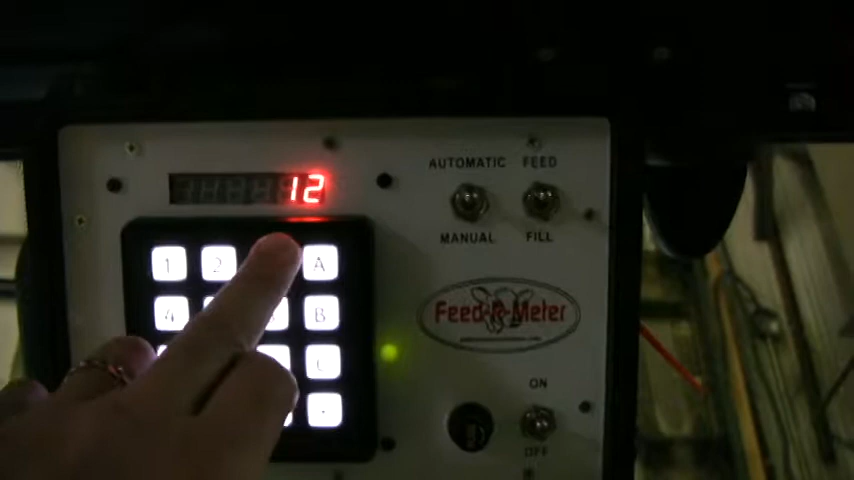 12
AUTOMATIC FEED
MANUAL FILL
1 2 A
4 B
C
Feed-R-Meter
ON
OFF